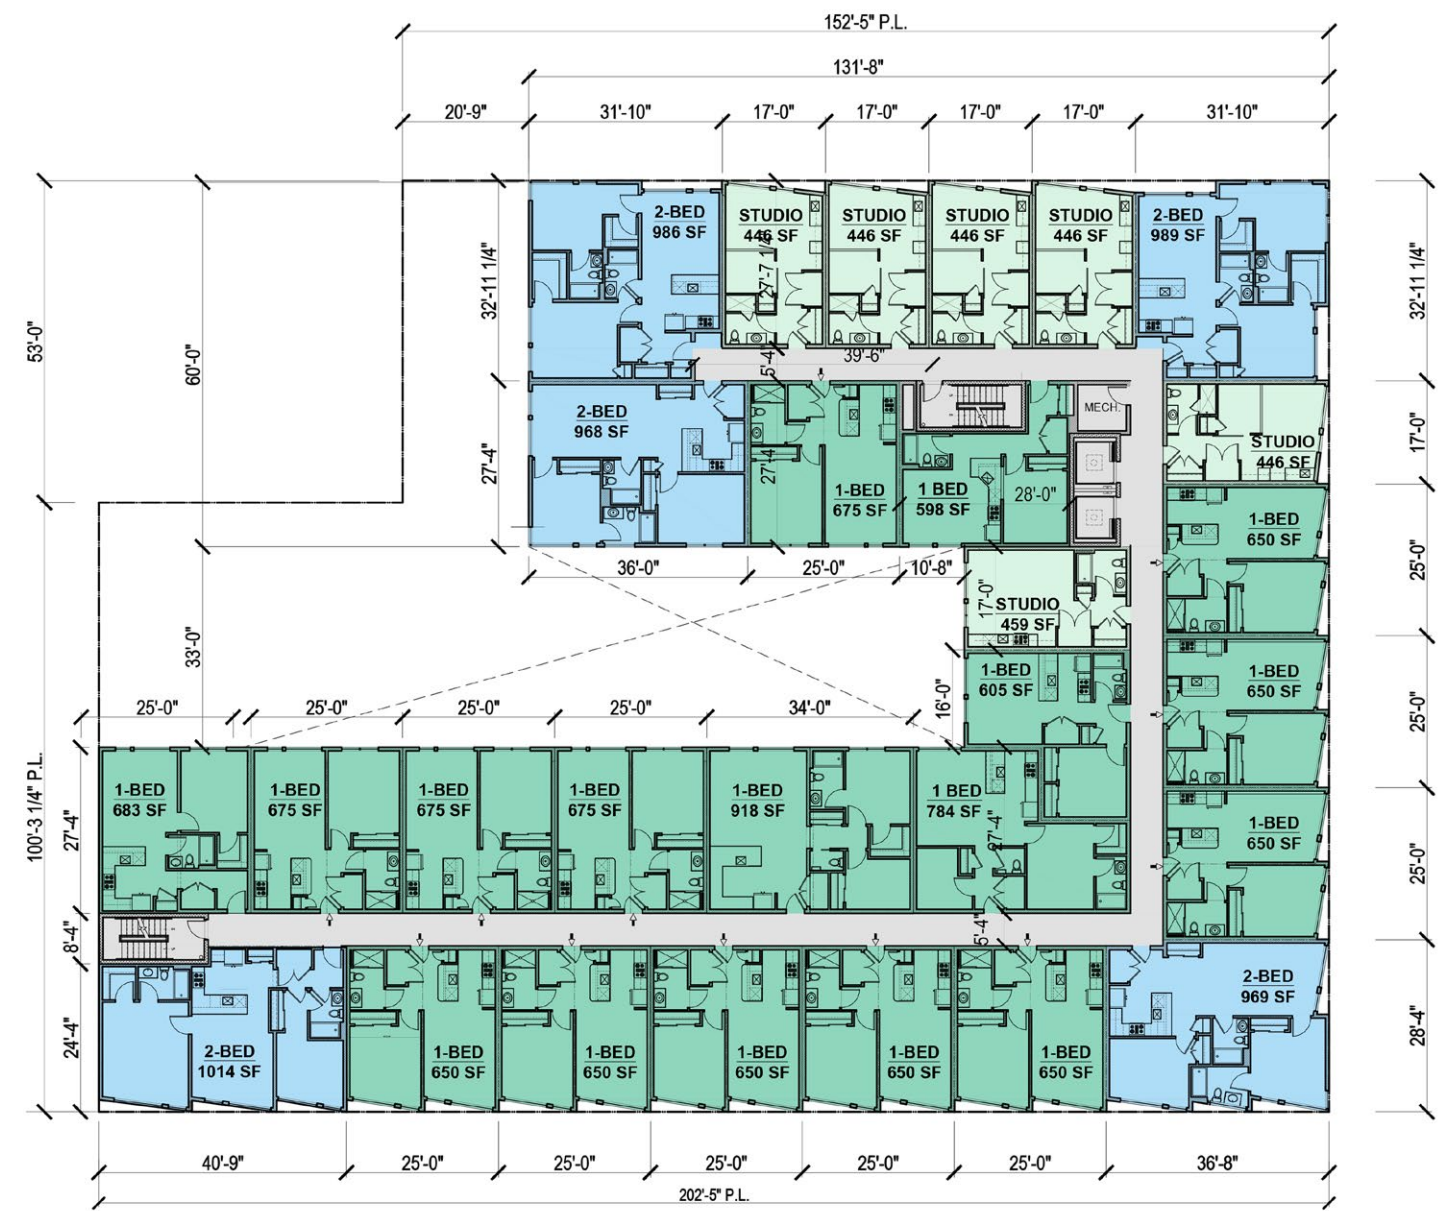 152'-5" P.L.
131'-8"
20'-9"
31'-10"
17'-0"
17'-0"
17'-0"
17'-0"
31'-10"
53'-0"
60'-0"
32'-11 1/4"
2-BED
986 SF
STUDIO
446 SF
27'-7 1/4"
STUDIO
446 SF
STUDIO
446 SF
STUDIO
446 SF
2-BED
989 SF
32'-11 1/4"
5'-4"
39'-6"
27'-4"
2-BED
968 SF
27'-4"
1-BED
675 SF
1 BED
598 SF
28'-0"
MECH.
STUDIO
446 SF
17'-0"
1-BED
650 SF
25'-0"
36'-0"
25'-0"
10'-8"
17'-0"
STUDIO
459 SF
33'-0"
16'-0"
1-BED
605 SF
1-BED
650 SF
25'-0"
25'-0"
25'-0"
25'-0"
25'-0"
34'-0"
100'-3 1/4" P.L.
27'-4"
1-BED
683 SF
1-BED
675 SF
1-BED
675 SF
1-BED
675 SF
1-BED
918 SF
1 BED
784 SF
27'-4"
1-BED
650 SF
25'-0"
8'-4"
5'-4"
24'-4"
2-BED
1014 SF
1-BED
650 SF
1-BED
650 SF
1-BED
650 SF
1-BED
650 SF
1-BED
650 SF
2-BED
969 SF
28'-4"
40'-9"
25'-0"
25'-0"
25'-0"
25'-0"
25'-0"
36'-8"
202'-5" P.L.